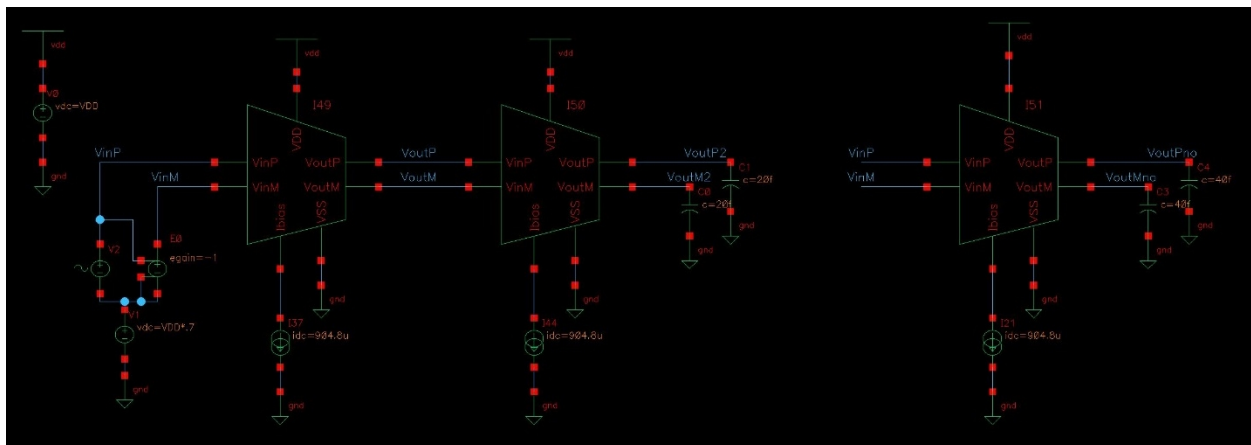 vdd
V0
vdc=VDD
gnd
VinP
VinM
V2
E0
egain=-1
V1
vdc=VDD*.7
gnd
vdd
I49
VDD
VinP VoutP
VinM VoutM
Ibias
VSS
gnd
I37
idc=904.8u
gnd
VoutP
VoutM
vdd
I50
VDD
VinP VoutP
VinM VoutM
Ibias
VSS
gnd
I44
idc=904.8u
gnd
VoutP2
VoutM2
C1
c=20f
C0
c=20f
gnd
gnd
VinP
VinM
vdd
I51
VDD
VinP VoutP
VinM VoutM
Ibias
VSS
gnd
I21
idc=904.8u
gnd
VoutPno
VoutMno
C4
c=40f
C3
c=40f
gnd
gnd